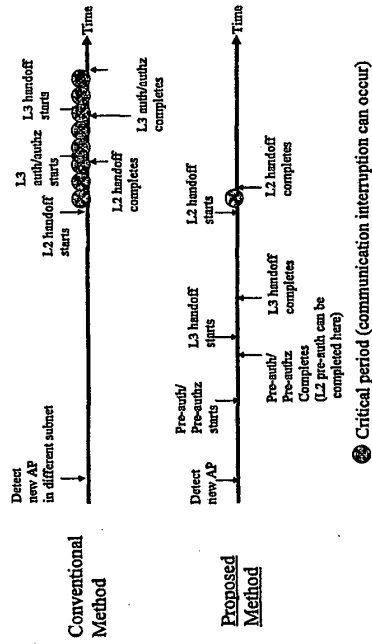 Conventional
Method
Detect
new AP
in different subnet
L2 handoff
starts
L3
auth/authz
starts
L3 handoff
starts
Time
L2 handoff
completes
L3 auth/authz
completes
Proposed
Method
Detect
new AP
Pre-auth/
Pre-authz
starts
L3 handoff
starts
L2 handoff
starts
Time
Pre-auth/
Pre-authz
Completes
(L2 pre-auth can be
completed here)
L3 handoff
completes
L2 handoff
completes
Critical period (communication interruption can occur)